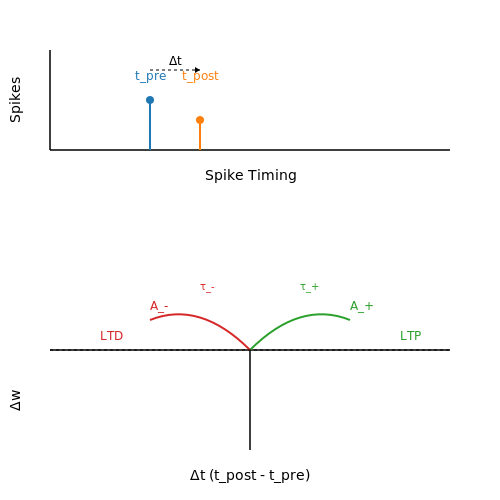 Δt
t_pre
t_post
Spikes
Spike Timing
τ_-
τ_+
A_-
A_+
LTD
LTP
Δw
Δt (t_post - t_pre)